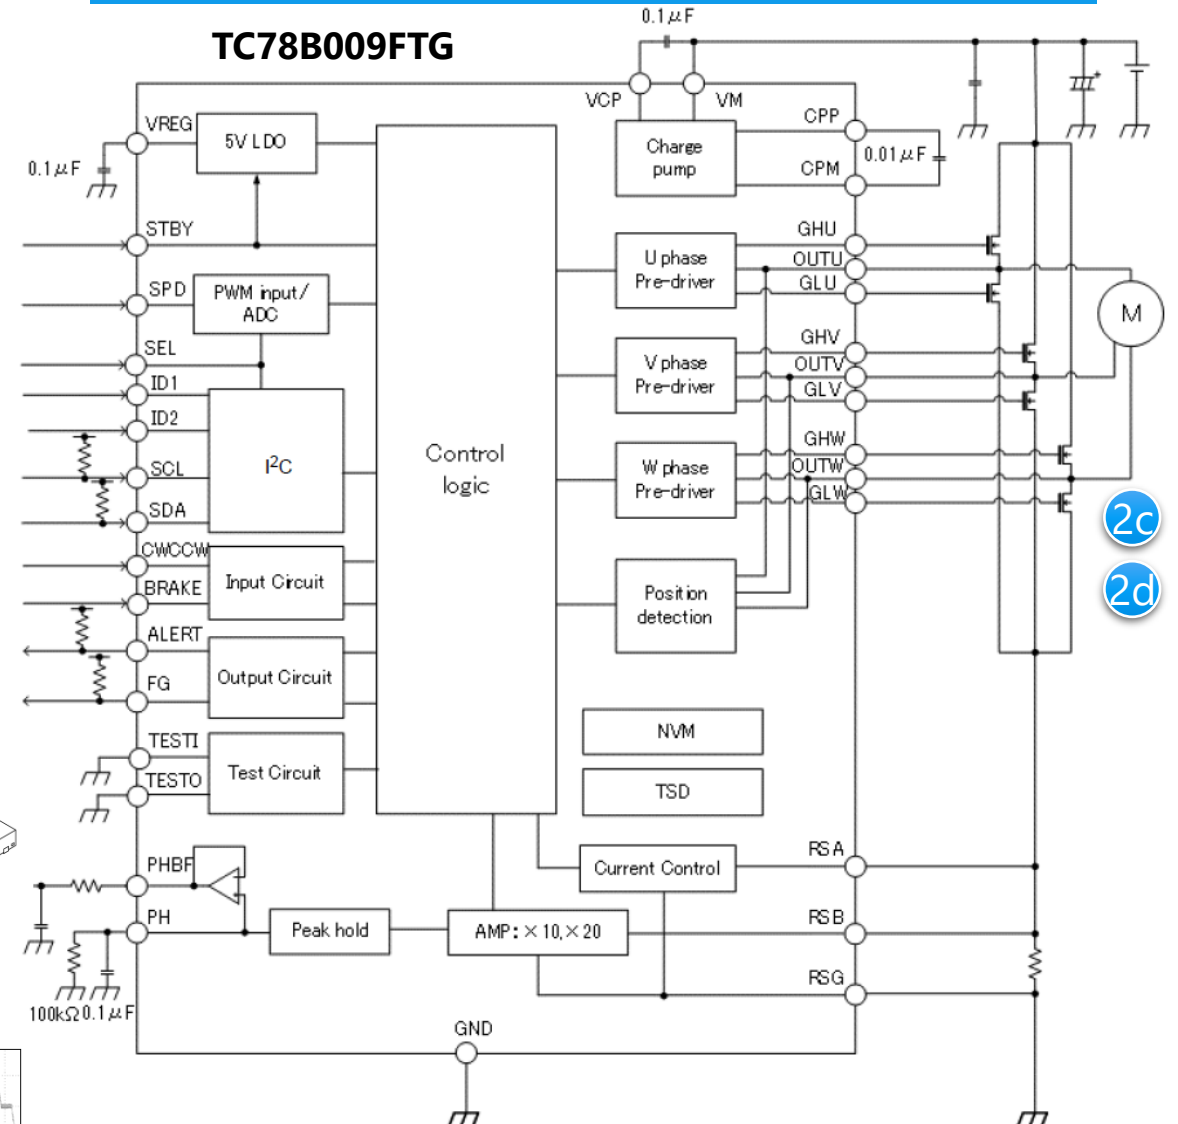 0.1μF
TC78B009FTG
VCP
VM
VREG
5V LDO
0.1μF
Charge
pump
CPP
0.01μF
CPM
STBY
GHU
U phase
Pre-driver
OUTU
GLU
SPD
PWM input/
ADC
M
SEL
GHV
V phase
Pre-driver
OUTV
GLV
ID1
ID2
I²C
Control
logic
GHW
W phase
Pre-driver
OUTW
GLW
SCL
SDA
2c
CWCCW
Input Circuit
BRAKE
Position
detection
2d
ALERT
Output Circuit
FG
NVM
TESTI
Test Circuit
TESTO
TSD
PHBF
Current Control
RSA
PH
Peak hold
AMP:×10,×20
RSB
RSG
100kΩ
0.1μF
GND